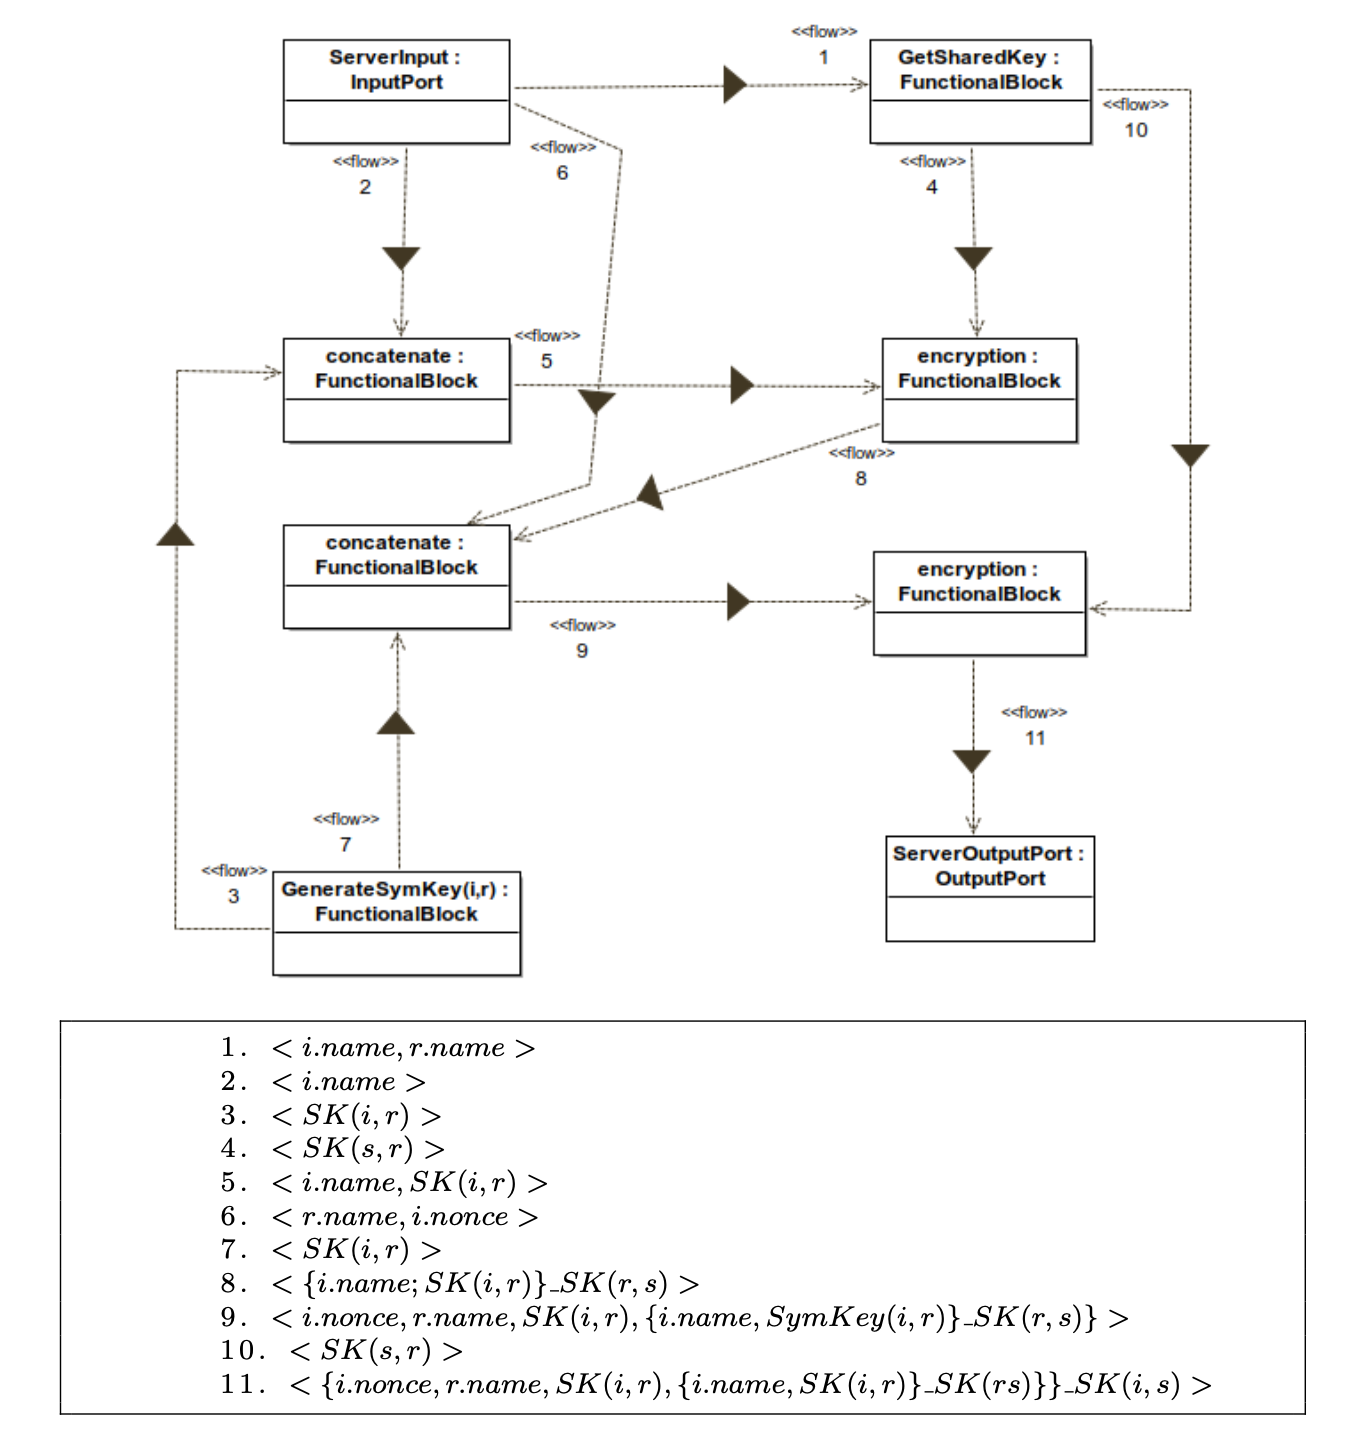 <<flow>>
1
ServerInput :
InputPort
GetSharedKey :
FunctionalBlock
<<flow>>
10
<<flow>>
6
<<flow>>
2
<<flow>>
4
<<flow>>
5
concatenate :
FunctionalBlock
encryption :
FunctionalBlock
<<flow>>
8
concatenate :
FunctionalBlock
encryption :
FunctionalBlock
<<flow>>
9
<<flow>>
11
<<flow>>
7
<<flow>>
3
GenerateSymKey(i,r) :
FunctionalBlock
ServerOutputPort :
OutputPort
1. < i.name, r.name >
2. < i.name >
3. < SK(i, r) >
4. < SK(s, r) >
5. < i.name, SK(i, r) >
6. < r.name, i.nonce >
7. < SK(i, r) >
8. < {i.name; SK(i, r)}_SK(r, s) >
9. < i.nonce, r.name, SK(i, r), {i.name, SymKey(i, r)}_SK(r, s)} >
10. < SK(s, r) >
11. < {i.nonce, r.name, SK(i, r), {i.name, SK(i, r)}_SK(rs)}}_SK(i, s) >